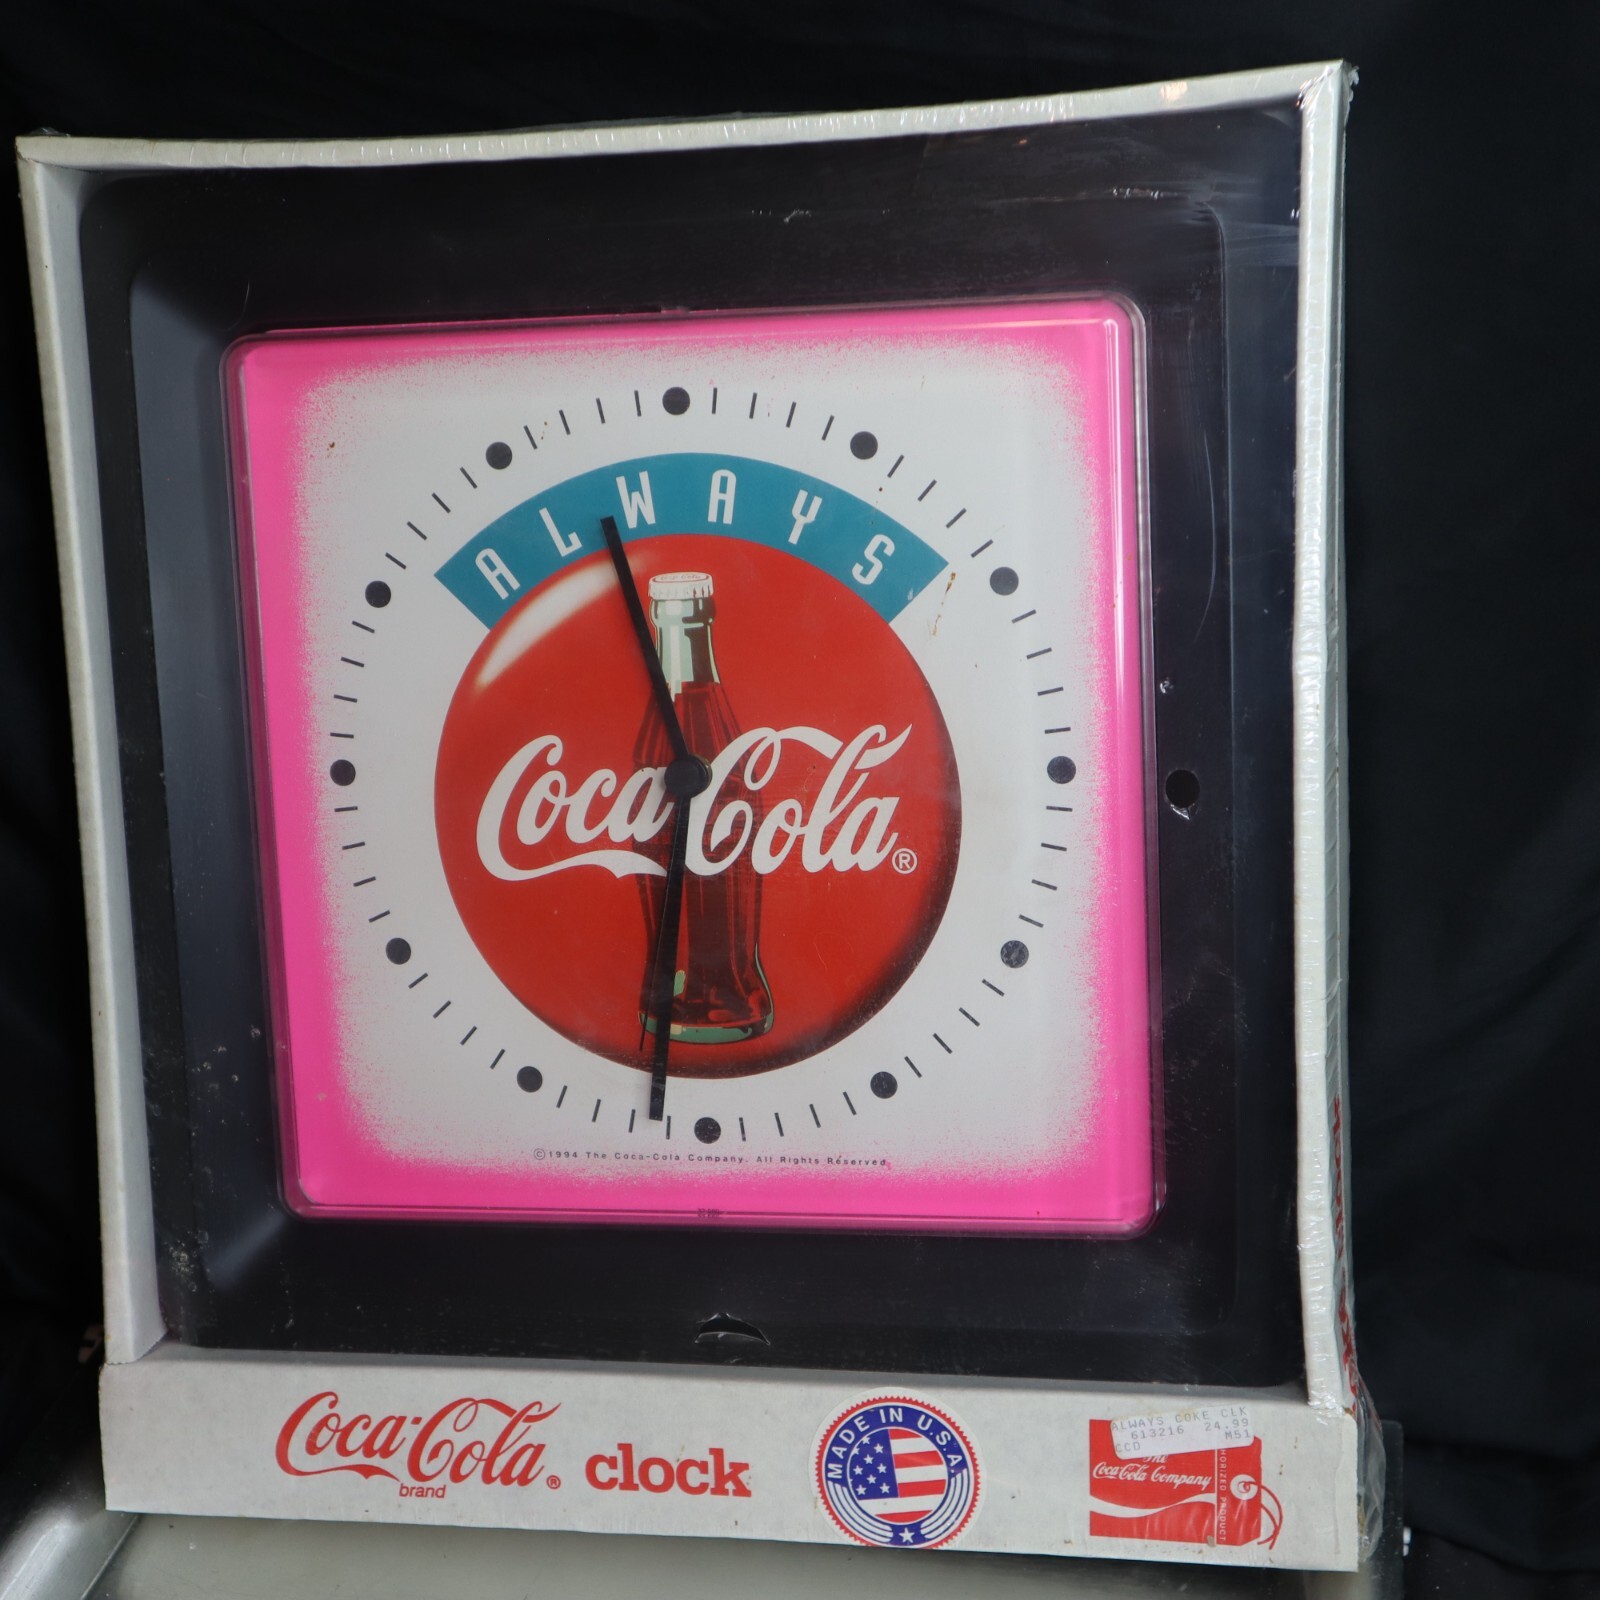 ALWAYS
Coca-Cola®
©1994 The Coca-Cola Company. All Rights Reserved.
Coca-Cola®
brand
clock
MADE IN U.S.A.
ALWAYS COKE CLK
613216 24.99
CCD M51
The
Coca-Cola Company